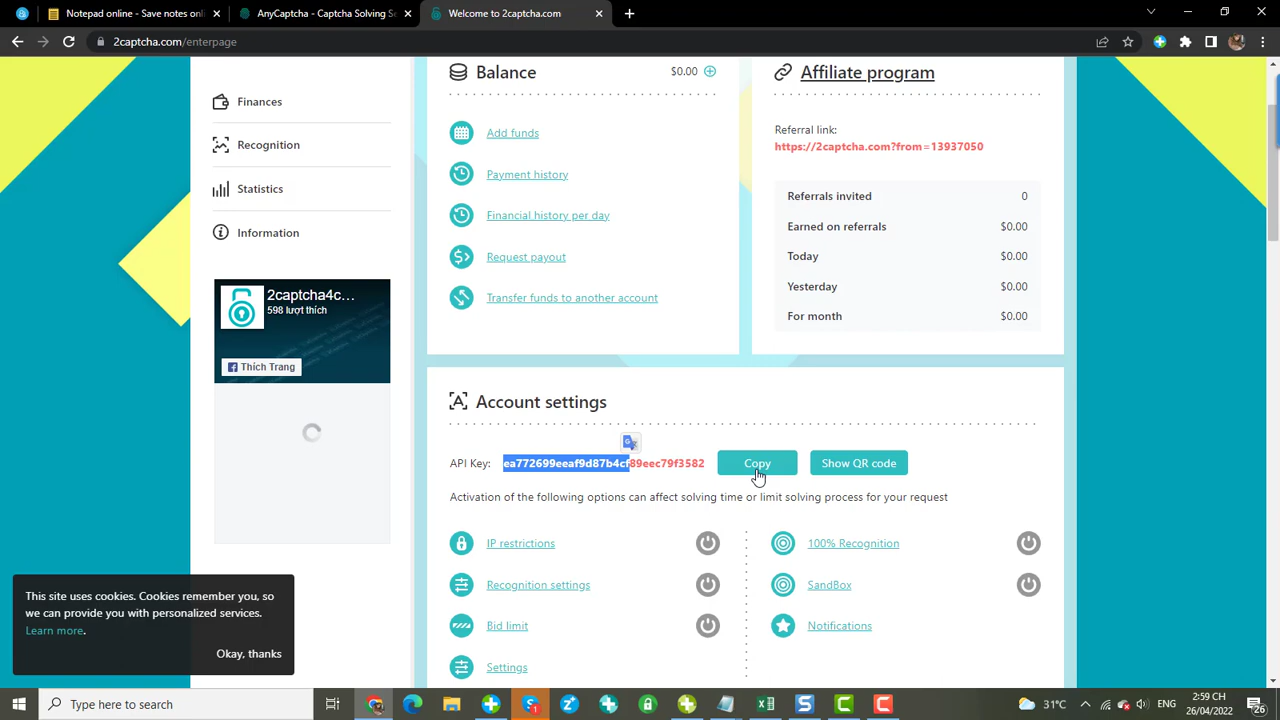 Notepad online - Save notes onl
AnyCaptcha - Captcha Solving Se
Welcome to 2captcha.com
2captcha.com/enterpage
Finances
Recognition
Statistics
Information
2captcha4c...
598 lượt thích
Thích Trang
Balance
$0.00
Add funds
Payment history
Financial history per day
Request payout
Transfer funds to another account
Affiliate program
Referral link:
https://2captcha.com?from=13937050
Referrals invited 0
Earned on referrals $0.00
Today $0.00
Yesterday $0.00
For month $0.00
Account settings
API Key: ea772699eeaf9d87b4cf89eec79f3582 Copy Show QR code
Activation of the following options can affect solving time or limit solving process for your request
IP restrictions
100% Recognition
Recognition settings
SandBox
Bid limit
Notifications
Settings
This site uses cookies. Cookies remember you, so
we can provide you with personalized services.
Learn more.
Okay, thanks
Type here to search
31°C
ENG
2:59 CH
26/04/2022
26